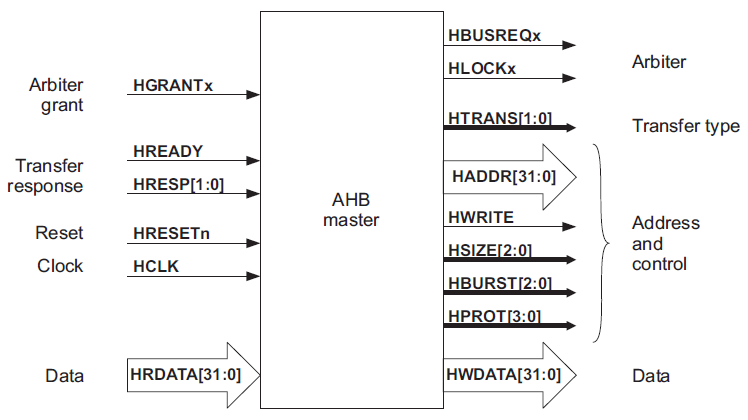 Arbiter
grant
HGRANTx
Transfer
response
HREADY
HRESP[1:0]
Reset
HRESETn
Clock
HCLK
Data
HRDATA[31:0]
AHB
master
HBUSREQx
HLOCKx
Arbiter
HTRANS[1:0]
Transfer type
HADDR[31:0]
HWRITE
HSIZE[2:0]
HBURST[2:0]
HPROT[3:0]
Address
and
control
HWDATA[31:0]
Data